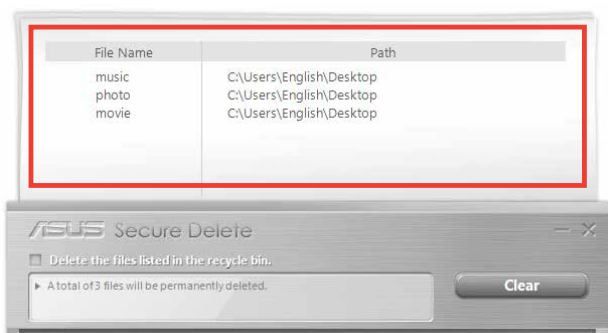 File Name Path
music C:\Users\English\Desktop
photo C:\Users\English\Desktop
movie C:\Users\English\Desktop
ASUS Secure Delete
Delete the files listed in the recycle bin.
A total of 3 files will be permanently deleted.
Clear